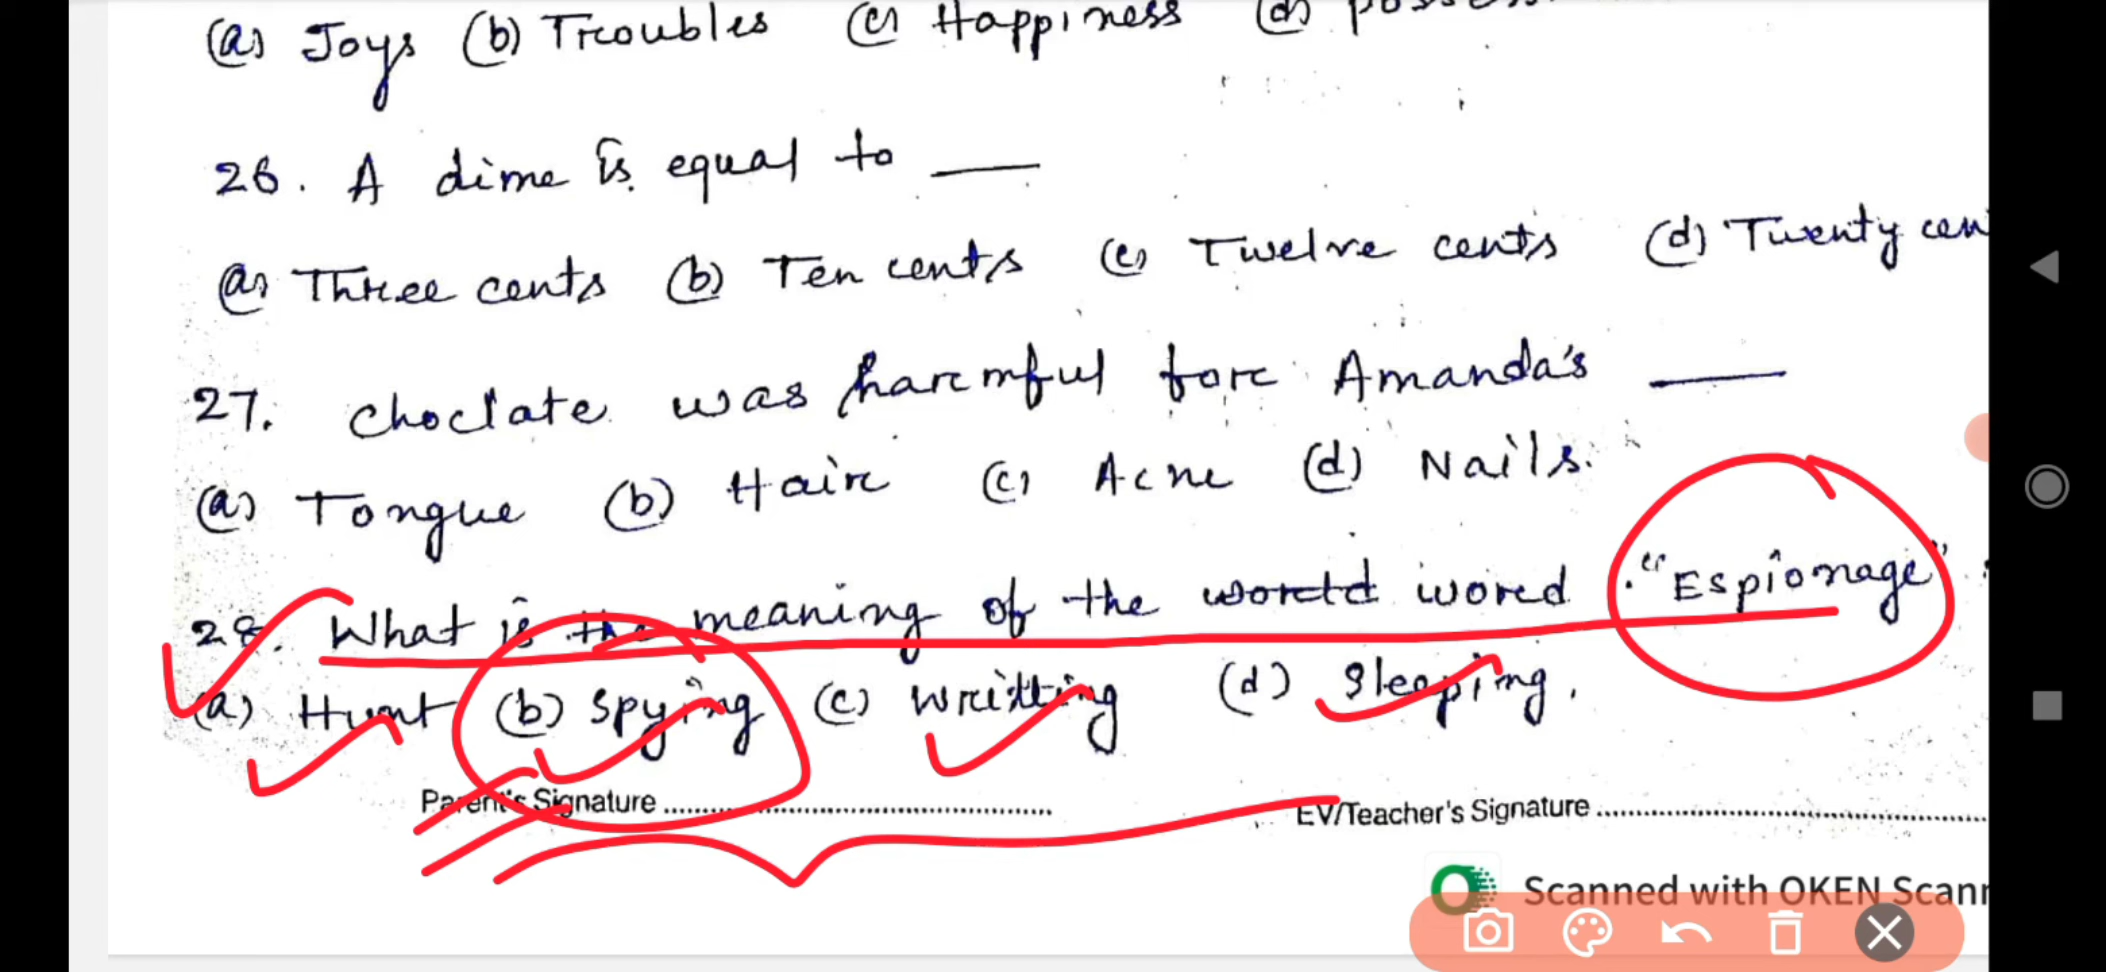 (a) Joys (b) Troubles (c) Happiness (d)
26. A dime is equal to ___
(a) Three cents (b) Ten cents (c) Twelve cents (d) Twenty cen
27. Choclate was harmful for Amanda's ___
(a) Tongue (b) Hair (c) Acne (d) Nails.
28. What is the meaning of the world word "Espionage"
(a) Hunt (b) Spying (c) Writting (d) Sleeping.
Parent's Signature .......................................... EV/Teacher's Signature ..........................................
Scanned with OKEN Scann